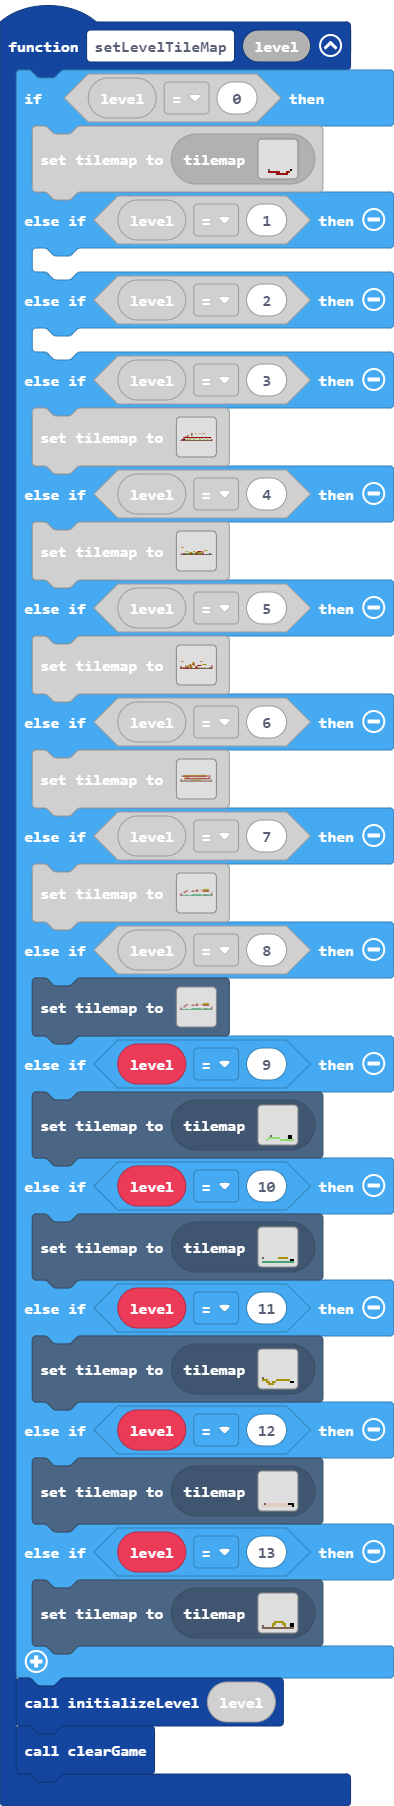 function setLevelTileMap level
if level = 0 then
set tilemap to tilemap
else if level = 1 then
else if level = 2 then
else if level = 3 then
set tilemap to
else if level = 4 then
set tilemap to
else if level = 5 then
set tilemap to
else if level = 6 then
set tilemap to
else if level = 7 then
set tilemap to
else if level = 8 then
set tilemap to
else if level = 9 then
set tilemap to tilemap
else if level = 10 then
set tilemap to tilemap
else if level = 11 then
set tilemap to tilemap
else if level = 12 then
set tilemap to tilemap
else if level = 13 then
set tilemap to tilemap
call initializeLevel level
call clearGame